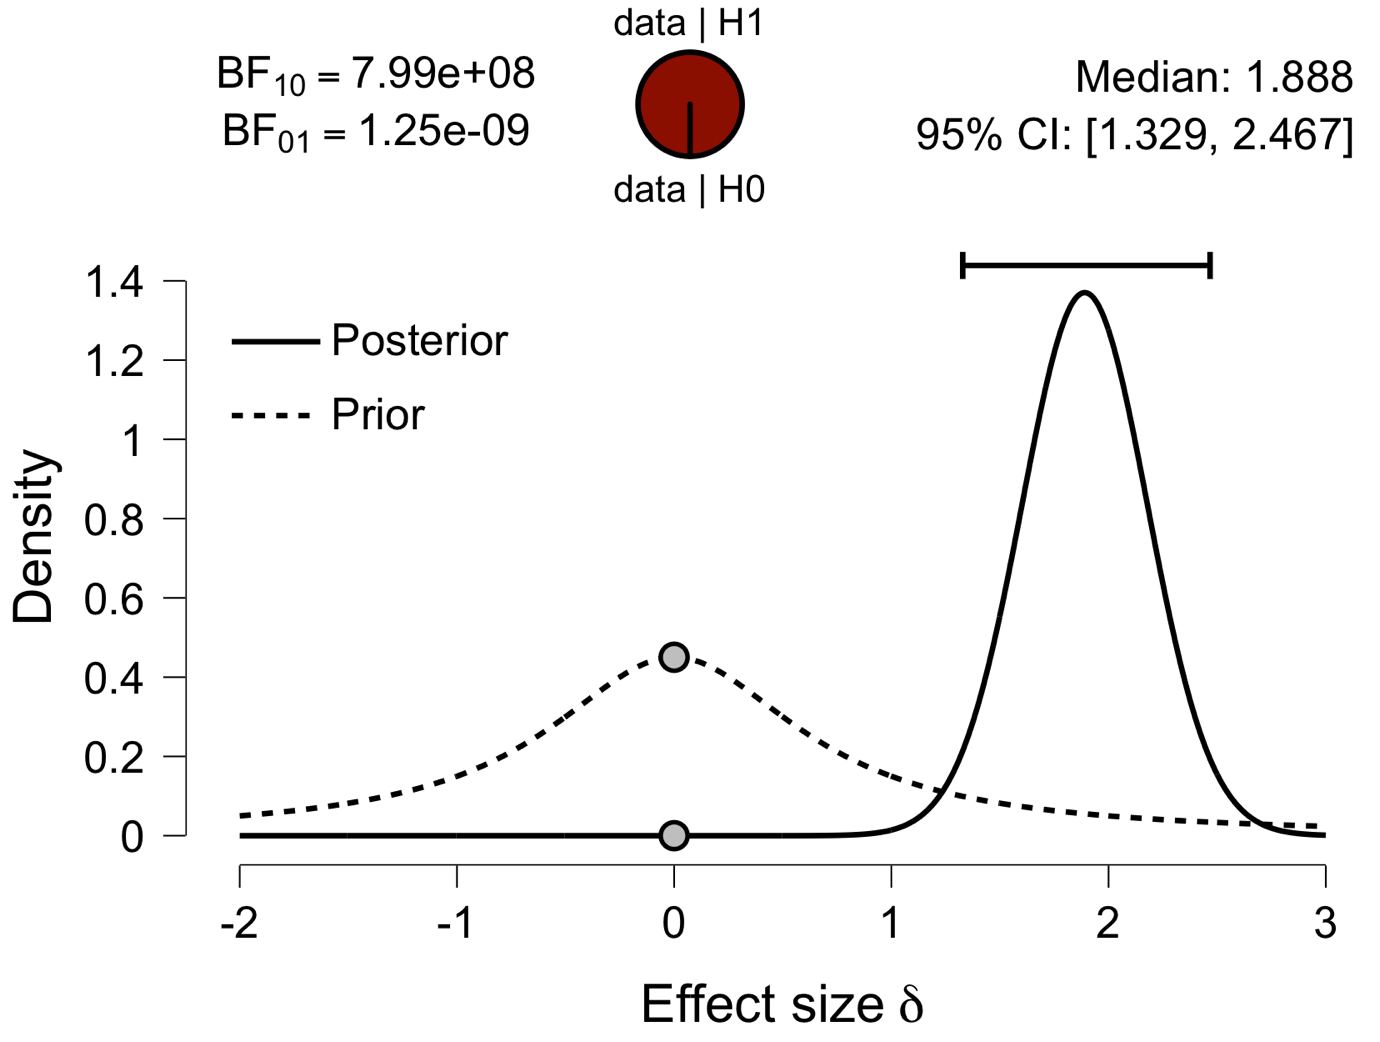 data | H1
BF10 = 7.99e+08
BF01 = 1.25e-09
Median: 1.888
95% CI: [1.329, 2.467]
data | H0
Posterior
Prior
Density
1.4
1.2
1
0.8
0.6
0.4
0.2
0
-2
-1
0
1
2
3
Effect size δ